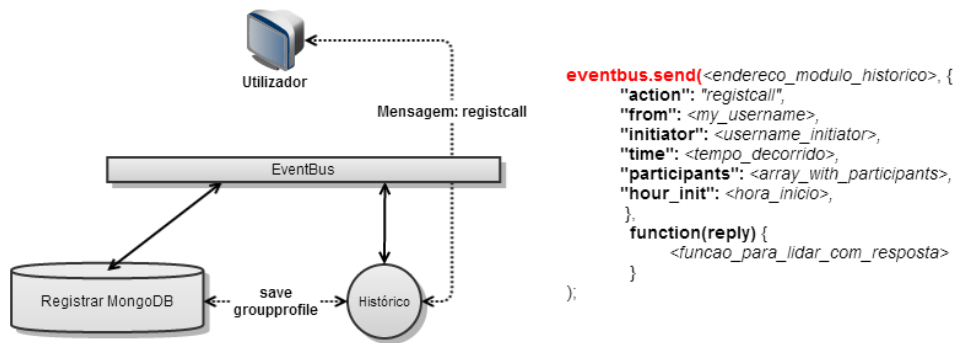 Utilizador
Mensagem: registcall
EventBus
Registrar MongoDB
save
groupprofile
Histórico
eventbus.send(<endereco_modulo_historico>, {
"action": "registcall",
"from": <my_username>,
"initiator": <username_initiator>,
"time": <tempo_decorrido>,
"participants": <array_with_participants>,
"hour_init": <hora_inicio>,
},
function(reply) {
<funcao_para_lidar_com_resposta>
}
);